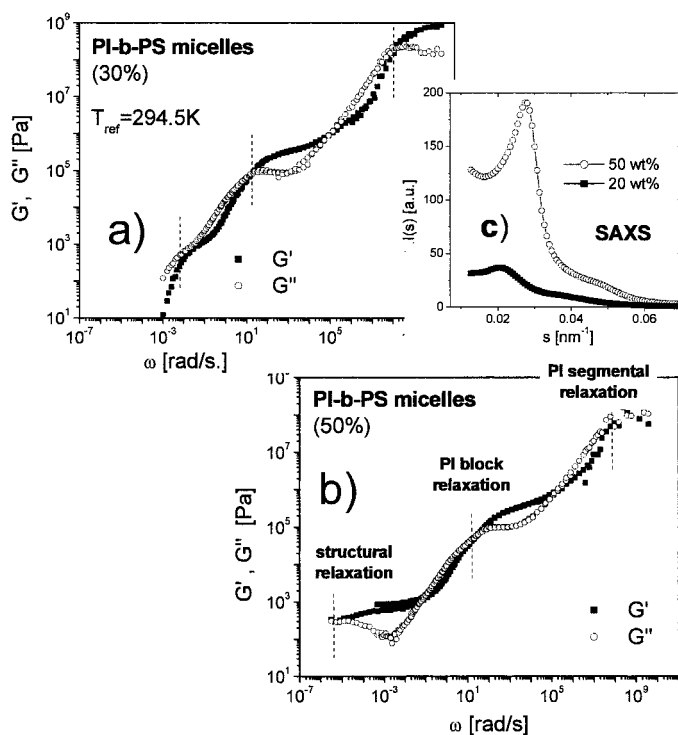 PI-b-PS micelles
(30%)
T_ref=294.5K
a)
G', G" [Pa]
10^9
10^7
10^5
10^3
10^1
G'
G"
10^-7 10^-3 10^1 10^5
ω [rad/s.]
I(s) [a.u.]
200
150
100
50
0
50 wt%
20 wt%
c) SAXS
0.02 0.04 0.06
s [nm^-1]
PI-b-PS micelles
(50%)
b)
PI segmental
relaxation
PI block
relaxation
structural
relaxation
G', G" [Pa]
10^7
10^5
10^3
10^1
G'
G"
10^-7 10^-3 10^1 10^5 10^9
ω [rad/s]